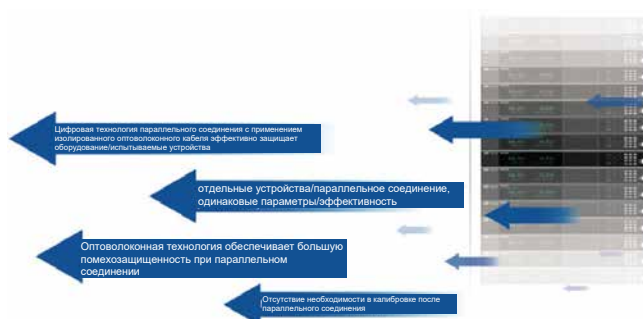 Цифровая технология параллельного соединения с применением
изолированного оптоволоконного кабеля эффективно защищает
оборудование/испытываемые устройства
отдельные устройства/параллельное соединение,
одинаковые параметры/эффективность
Оптоволоконная технология обеспечивает большую
помехозащищенность при параллельном
соединении
Отсутствие необходимости в калибровке после
параллельного соединения